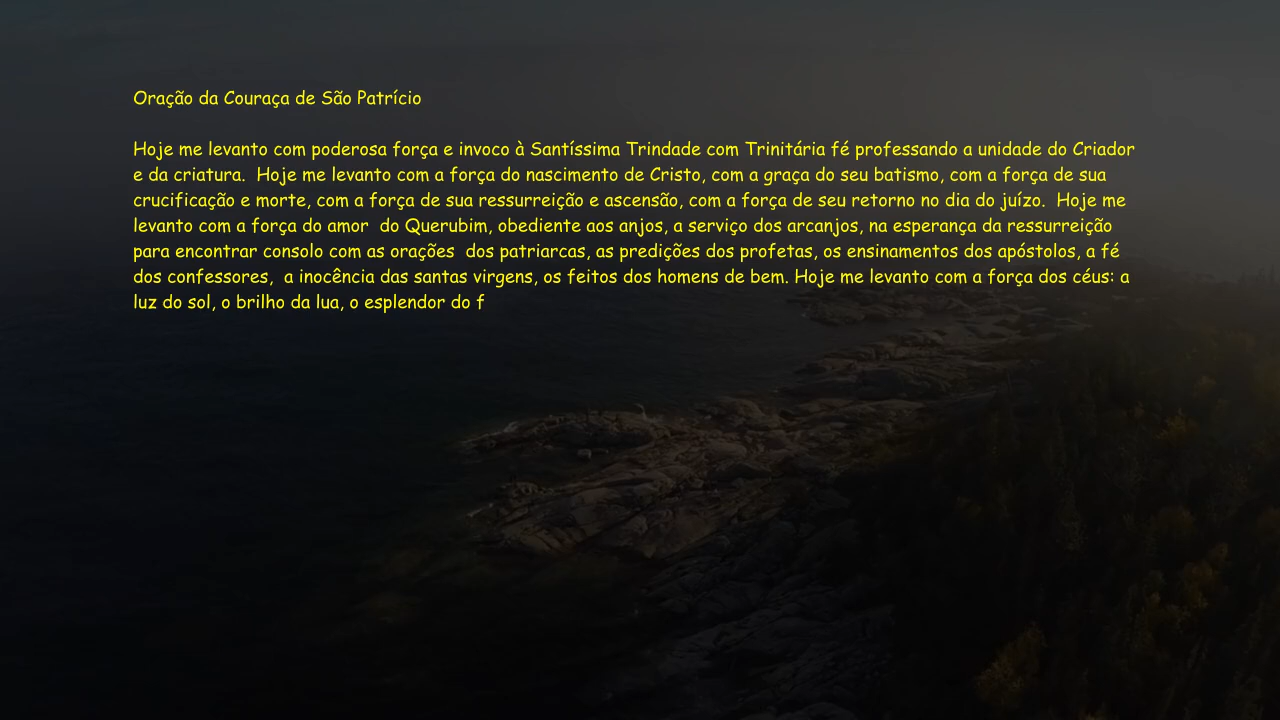 Oração da Couraça de São Patrício
Hoje me levanto com poderosa força e invoco à Santíssima Trindade com Trinitária fé professando a unidade do Criador
e da criatura.  Hoje me levanto com a força do nascimento de Cristo, com a graça do seu batismo, com a força de sua
crucificação e morte, com a força de sua ressurreição e ascensão, com a força de seu retorno no dia do juízo.  Hoje me
levanto com a força do amor  do Querubim, obediente aos anjos, a serviço dos arcanjos, na esperança da ressurreição
para encontrar consolo com as orações  dos patriarcas, as predições dos profetas, os ensinamentos dos apóstolos, a fé
dos confessores,  a inocência das santas virgens, os feitos dos homens de bem. Hoje me levanto com a força dos céus: a
luz do sol, o brilho da lua, o esplendor do f